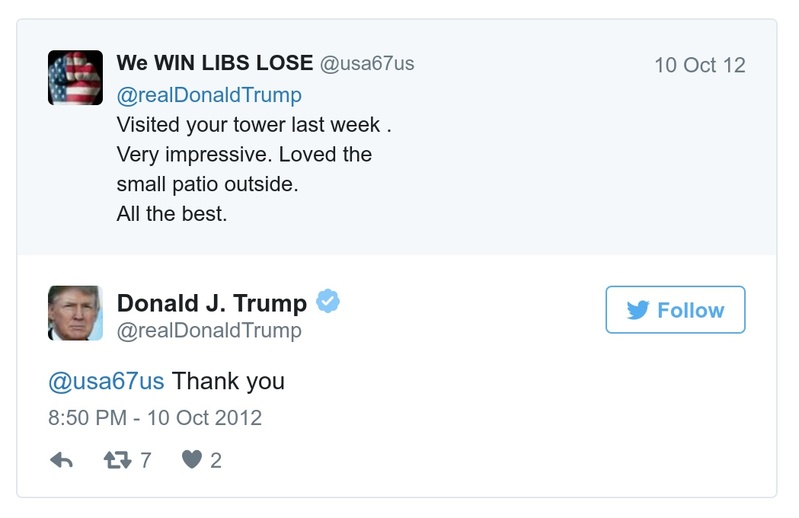 We WIN LIBS LOSE @usa67us 10 Oct 12
@realDonaldTrump
Visited your tower last week .
Very impressive. Loved the
small patio outside.
All the best.
Donald J. Trump
Follow
@realDonaldTrump
@usa67us Thank you
8:50 PM - 10 Oct 2012
7 2